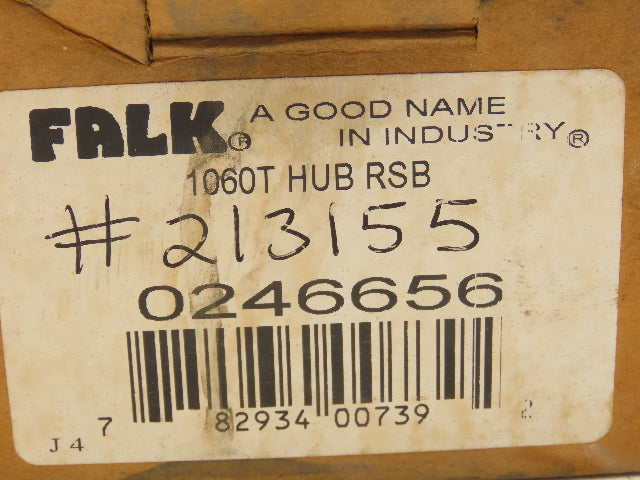 FALK® A GOOD NAME
IN INDUSTRY®
1060T HUB RSB
#213155
0246656
7 82934 00739 2
J4